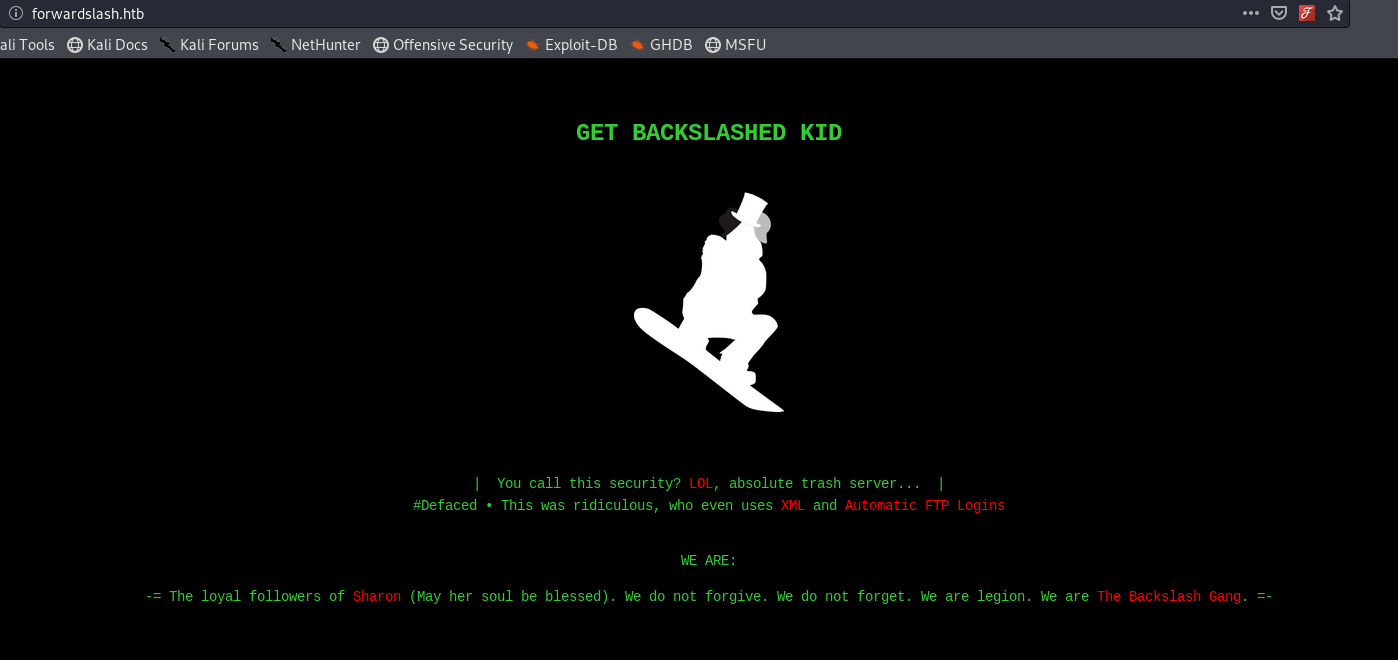 forwardslash.htb
ali Tools Kali Docs Kali Forums NetHunter Offensive Security Exploit-DB GHDB MSFU
GET BACKSLASHED KID
| You call this security? LOL, absolute trash server... |
#Defaced • This was ridiculous, who even uses XML and Automatic FTP Logins
WE ARE:
-= The loyal followers of Sharon (May her soul be blessed). We do not forgive. We do not forget. We are legion. We are The Backslash Gang. =-